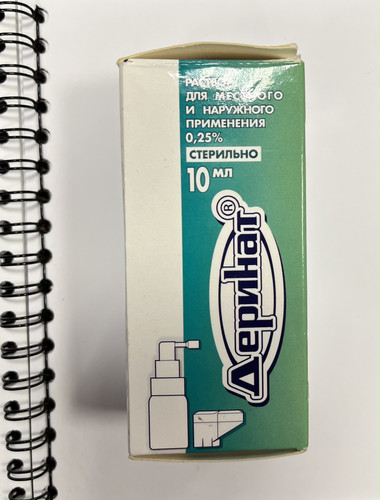 РАСТВОР
ДЛЯ МЕСТНОГО
И НАРУЖНОГО
ПРИМЕНЕНИЯ
0,25%
СТЕРИЛЬНО
10 МЛ
Деринат®